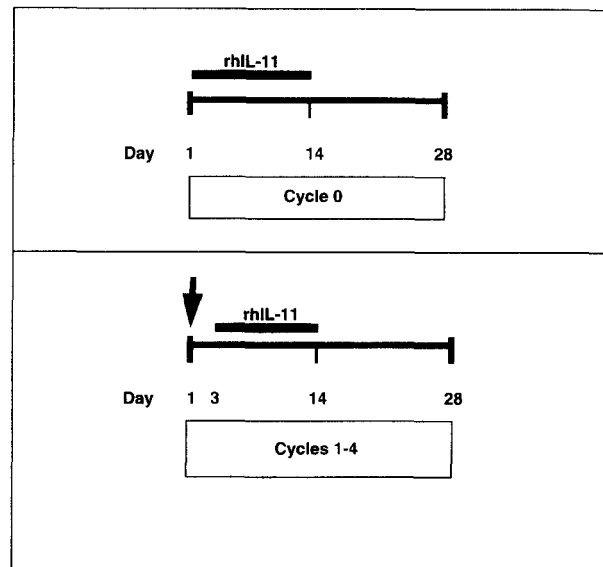 rhIL-11
Day 1 14 28
Cycle 0
rhIL-11
Day 1 3 14 28
Cycles 1-4